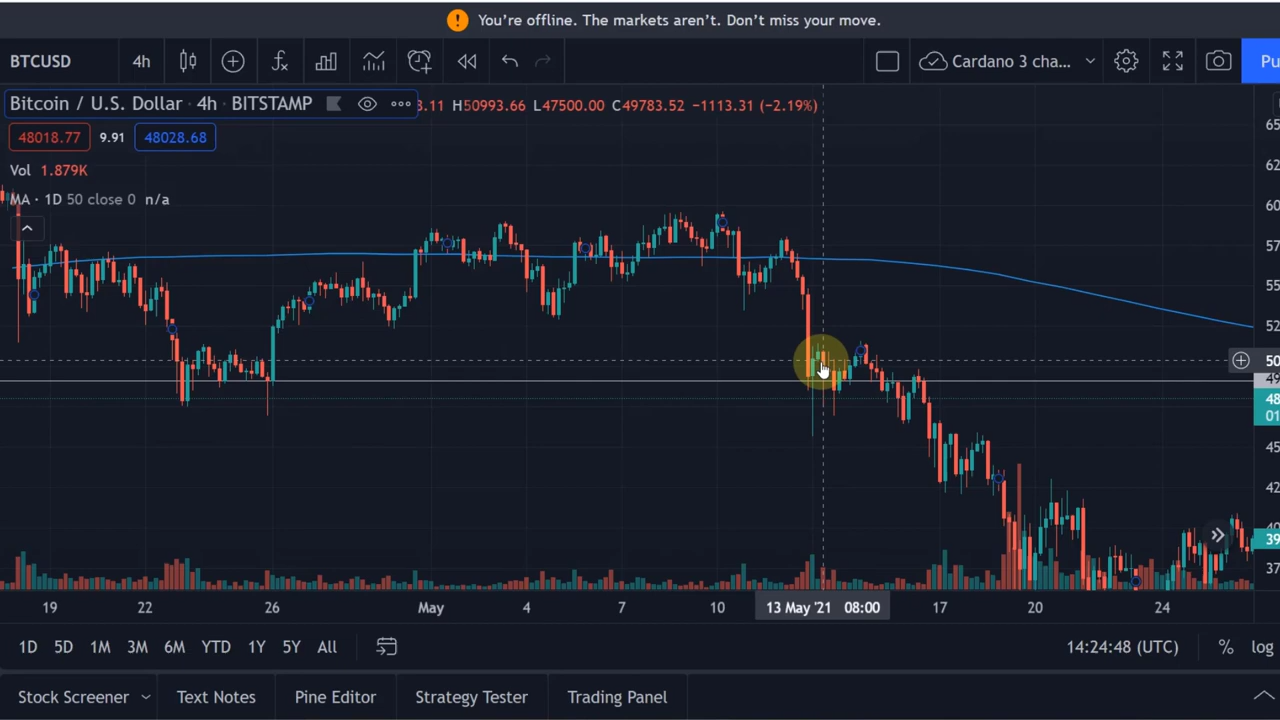 You're offline. The markets aren't. Don't miss your move.
BTCUSD 4h Cardano 3 cha... Pu
Bitcoin / U.S. Dollar · 4h · BITSTAMP 3.11 H50993.66 L47500.00 C49783.52 −1113.31 (−2.19%)
48018.77 9.91 48028.68
Vol 1.879K
MA · 1D 50 close 0 n/a
65
62
60
57
55
52
50
49
48
01
45
42
40
39
37
19 22 26 May 4 7 10 13 May '21 08:00 17 20 24
1D 5D 1M 3M 6M YTD 1Y 5Y All 14:24:48 (UTC) % log
Stock Screener Text Notes Pine Editor Strategy Tester Trading Panel